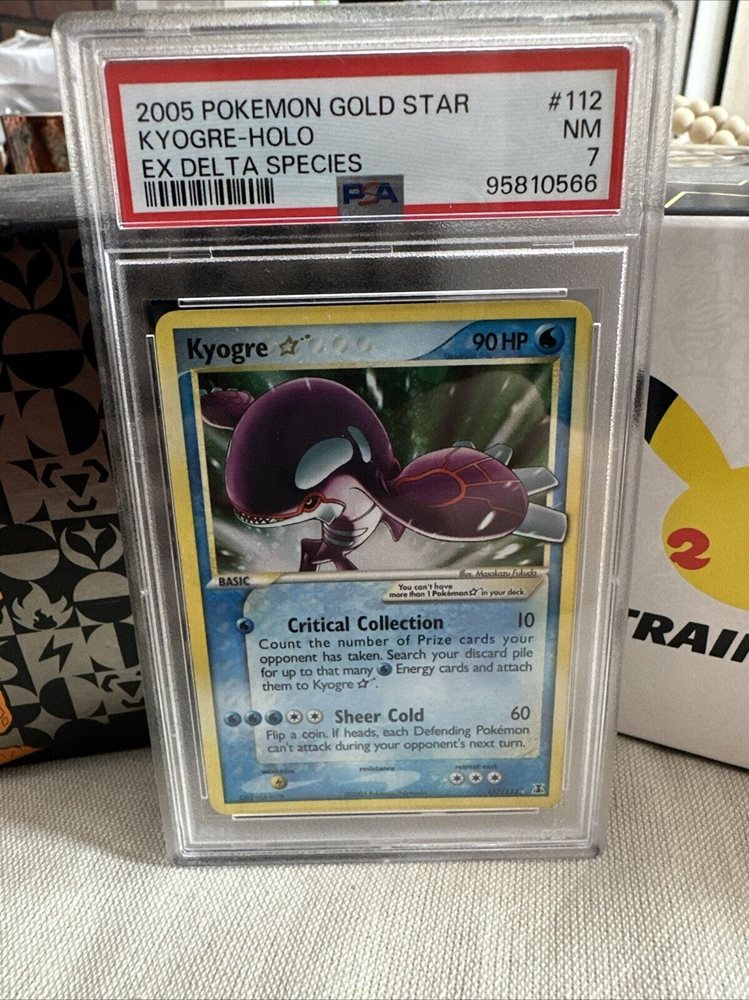 2005 POKEMON GOLD STAR #112
KYOGRE-HOLO NM
EX DELTA SPECIES 7
PSA 95810566
Kyogre ☆ 90 HP
Illus. Masakazu Fukuda
BASIC
You can't have
more than 1 Pokémon ☆ in your deck.
Critical Collection 10
Count the number of Prize cards your
opponent has taken. Search your discard pile
for up to that many Energy cards and attach
them to Kyogre ☆.
Sheer Cold 60
Flip a coin. If heads, each Defending Pokémon
can't attack during your opponent's next turn.
resistance retreat cost
2
TRAI